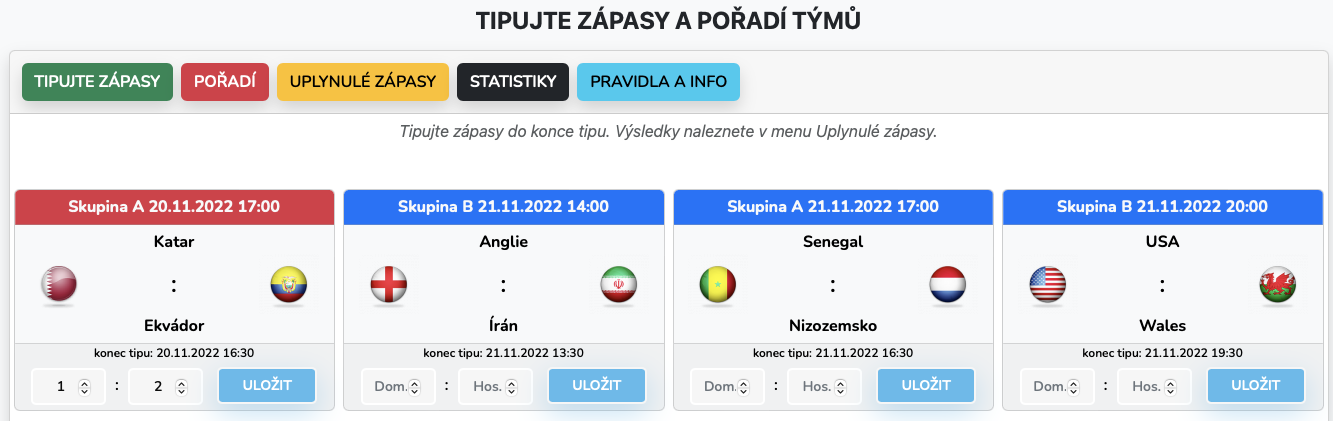 TIPUJTE ZÁPASY A POŘADÍ TÝMŮ
TIPUJTE ZÁPASY POŘADÍ UPLYNULÉ ZÁPASY STATISTIKY PRAVIDLA A INFO
Tipujte zápasy do konce tipu. Výsledky naleznete v menu Uplynulé zápasy.
Skupina A 20.11.2022 17:00
Katar
:
Ekvádor
konec tipu: 20.11.2022 16:30
1 : 2 ULOŽIT
Skupina B 21.11.2022 14:00
Anglie
:
Írán
konec tipu: 21.11.2022 13:30
Dom. : Hos. ULOŽIT
Skupina A 21.11.2022 17:00
Senegal
:
Nizozemsko
konec tipu: 21.11.2022 16:30
Dom. : Hos. ULOŽIT
Skupina B 21.11.2022 20:00
USA
:
Wales
konec tipu: 21.11.2022 19:30
Dom. : Hos. ULOŽIT